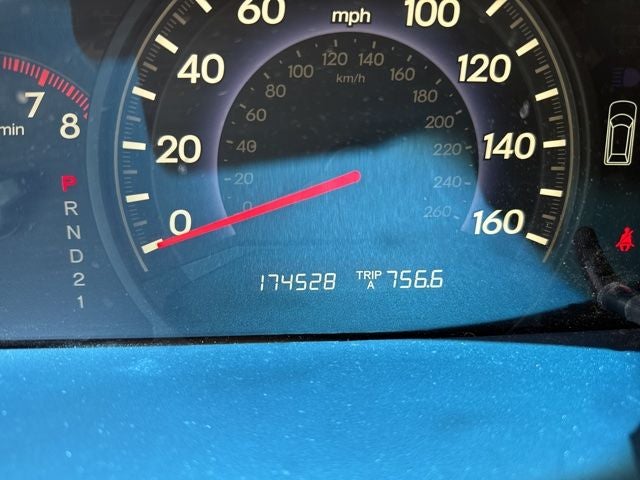 60 mph 100
40 120
20 140
0 160
120 140
100 160
80 km/h 180
60 200
40 220
20 240
0 260
7
8
min
P
R
N
D
2
1
174528 TRIP A 756.6